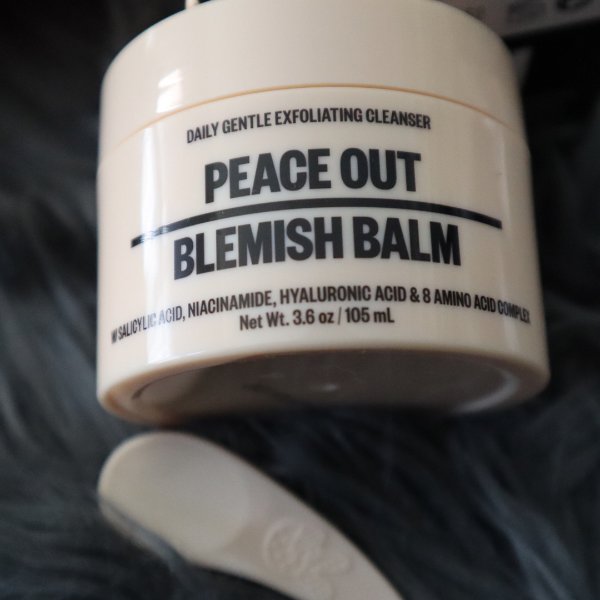 DAILY GENTLE EXFOLIATING CLEANSER
PEACE OUT
BLEMISH BALM
W/ SALICYLIC ACID, NIACINAMIDE, HYALURONIC ACID & 8 AMINO ACID COMPLEX
Net Wt. 3.6 oz / 105 mL